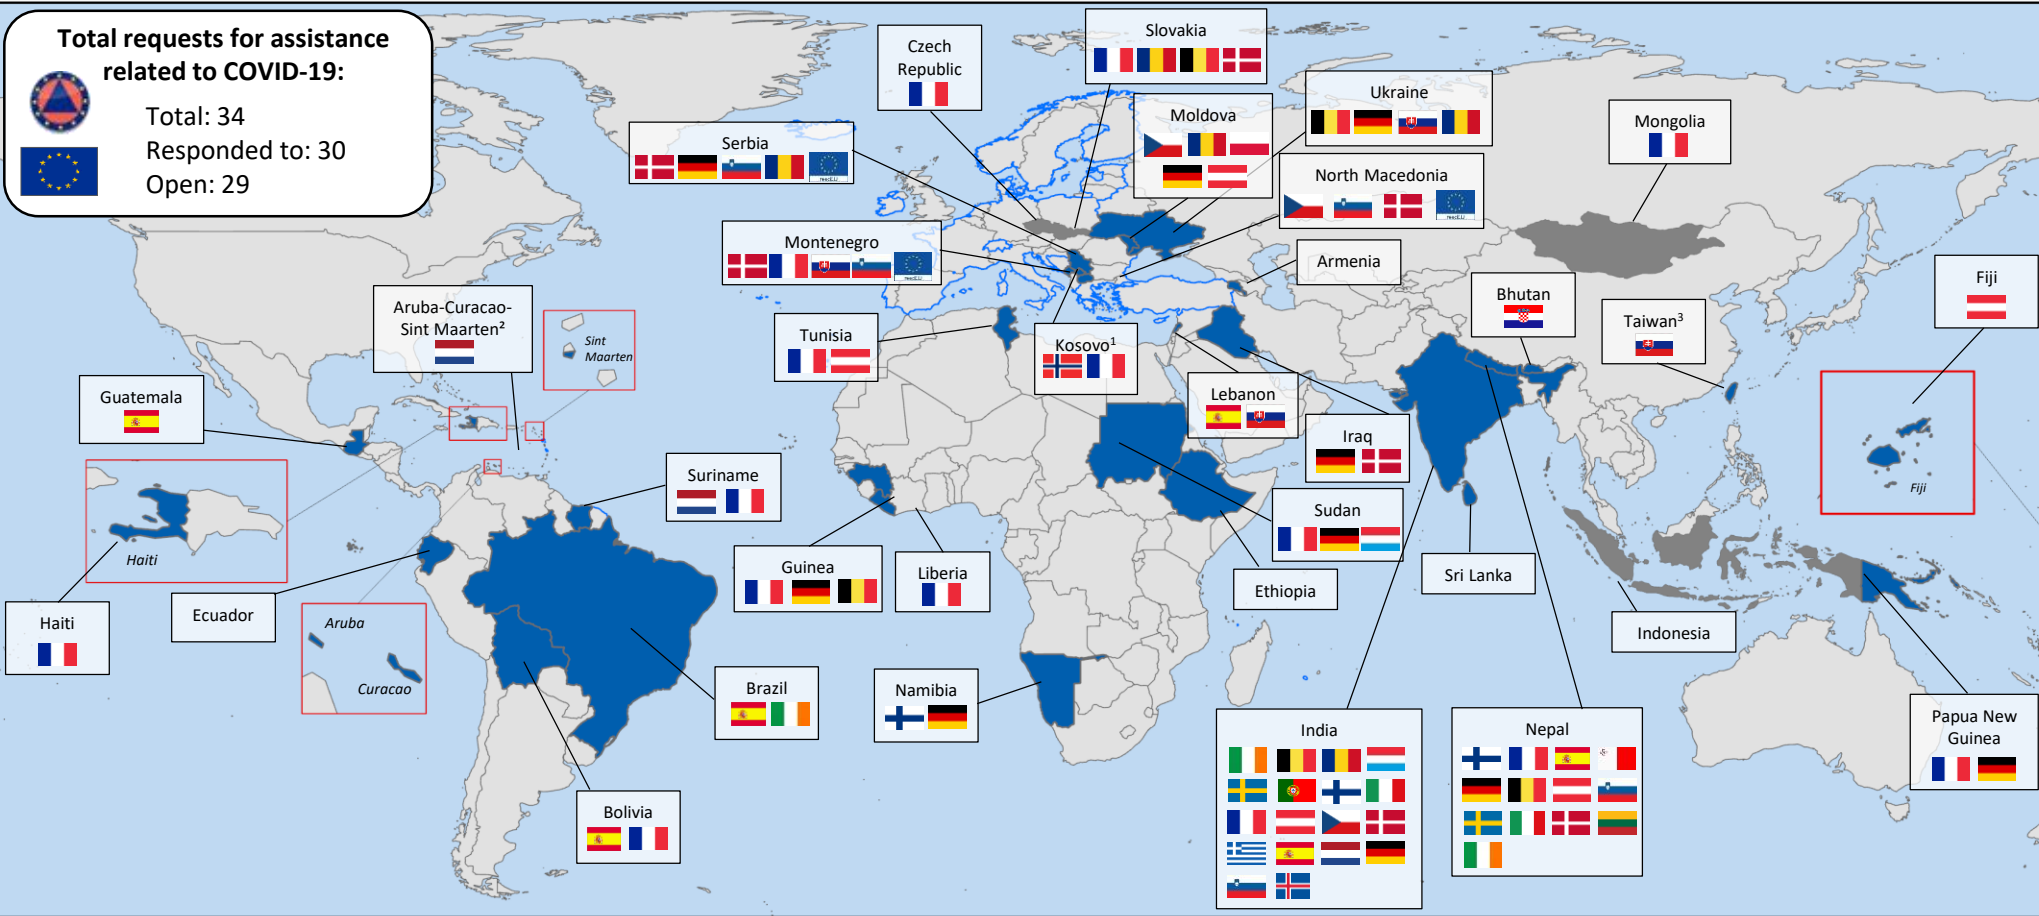 Total requests for assistance
related to COVID-19:
Total: 34
Responded to: 30
Open: 29
Czech
Republic
Slovakia
Ukraine
Moldova
Mongolia
Serbia
North Macedonia
Montenegro
Armenia
Fiji
Aruba-Curacao-
Sint Maarten²
Sint
Maarten
Tunisia
Kosovo¹
Bhutan
Taiwan³
Guatemala
Lebanon
Iraq
Suriname
Fiji
Haiti
Sudan
Guinea
Liberia
Ethiopia
Sri Lanka
Ecuador
Haiti
Aruba
Curacao
Indonesia
Brazil
Namibia
India
Nepal
Papua New
Guinea
Bolivia